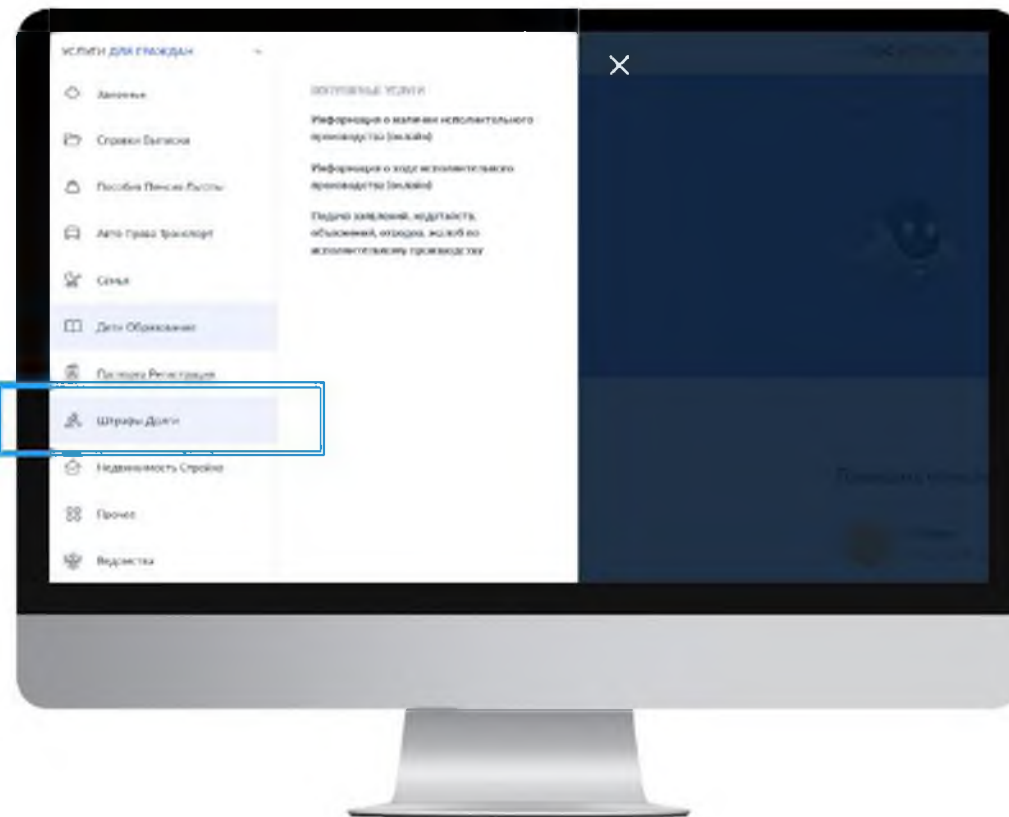 УСЛУГИ ДЛЯ ГРАЖДАН
Здоровье
Справки Выписки
Пособия Пенсия Льготы
Авто Права Транспорт
Семья
Дети Образование
Паспорта Регистрация
Штрафы Долги
Недвижимость Стройка
Прочее
Ведомства
ПОПУЛЯРНЫЕ УСЛУГИ
Информация о наличии исполнительного
производства (онлайн)
Информация о ходе исполнительного
производства (онлайн)
Подача заявлений, ходатайств,
объяснений, отводов, жалоб по
исполнительному производству